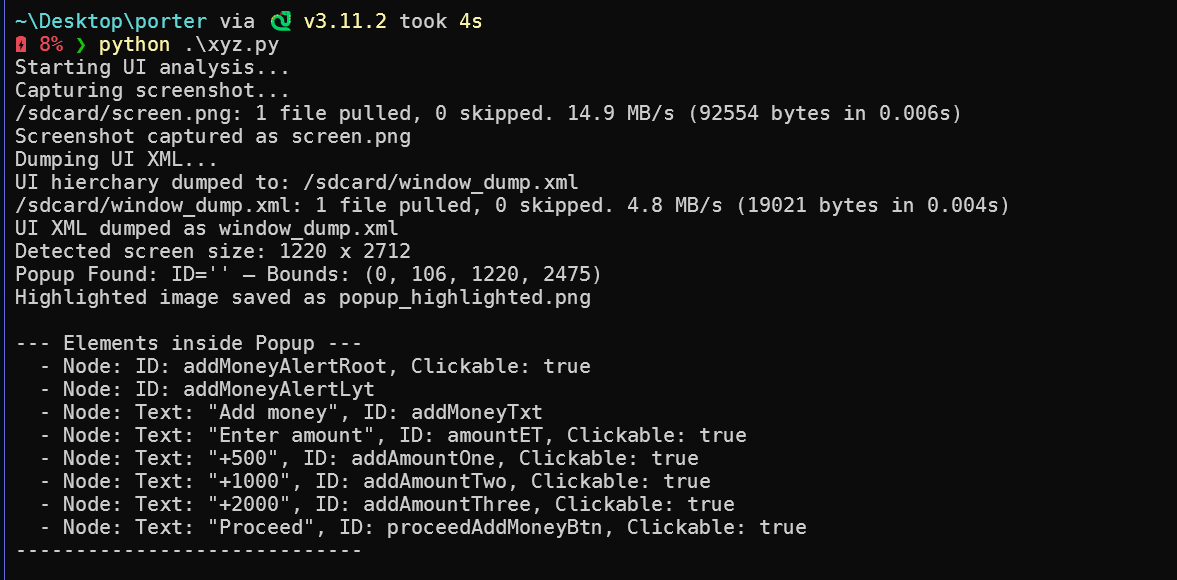 ~\Desktop\porter via v3.11.2 took 4s
8% ❯ python .\xyz.py
Starting UI analysis...
Capturing screenshot...
/sdcard/screen.png: 1 file pulled, 0 skipped. 14.9 MB/s (92554 bytes in 0.006s)
Screenshot captured as screen.png
Dumping UI XML...
UI hierchary dumped to: /sdcard/window_dump.xml
/sdcard/window_dump.xml: 1 file pulled, 0 skipped. 4.8 MB/s (19021 bytes in 0.004s)
UI XML dumped as window_dump.xml
Detected screen size: 1220 x 2712
Popup Found: ID='' — Bounds: (0, 106, 1220, 2475)
Highlighted image saved as popup_highlighted.png

--- Elements inside Popup ---
  - Node: ID: addMoneyAlertRoot, Clickable: true
  - Node: ID: addMoneyAlertLyt
  - Node: Text: "Add money", ID: addMoneyTxt
  - Node: Text: "Enter amount", ID: amountET, Clickable: true
  - Node: Text: "+500", ID: addAmountOne, Clickable: true
  - Node: Text: "+1000", ID: addAmountTwo, Clickable: true
  - Node: Text: "+2000", ID: addAmountThree, Clickable: true
  - Node: Text: "Proceed", ID: proceedAddMoneyBtn, Clickable: true
-----------------------------